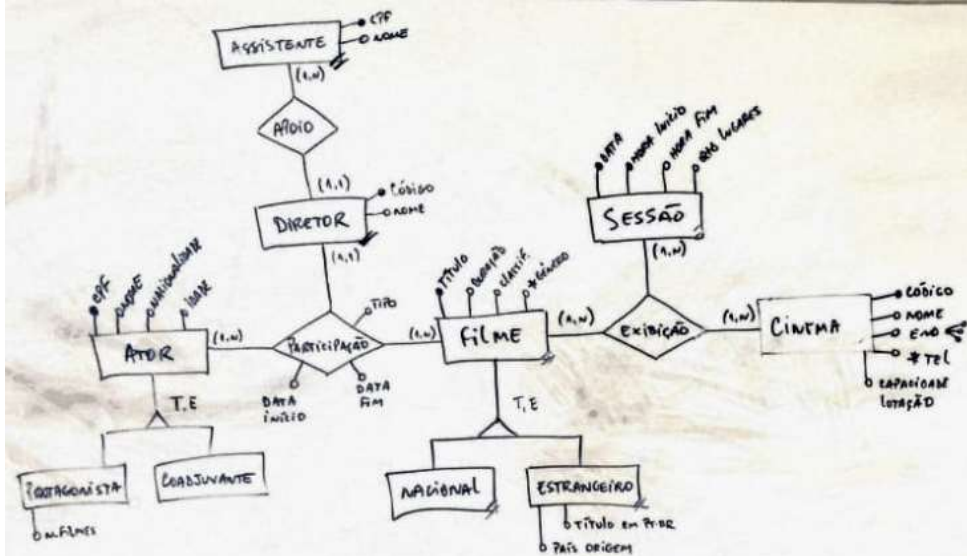 CPF
NOME
ASSISTENTE
(1,N)
APOIO
(1,1)
CÓDIGO
NOME
DIRETOR
(1,1)
DATA
HORA INÍCIO
HORA FIM
QTD LUGARES
SESSÃO
(1,N)
CPF
NOME
NACIONALIDADE
IDADE
ATOR
(1,N)
PARTICIPAÇÃO
TIPO
DATA
INÍCIO
DATA
FIM
(1,N)
TÍTULO
DURAÇÃO
CLASSIF.
*GÊNERO
FILME
(1,N)
EXIBIÇÃO
(1,N)
CINEMA
CÓDIGO
NOME
END
*TEL
CAPACIDADE
LOTAÇÃO
T,E
PROTAGONISTA
COADJUVANTE
T,E
NACIONAL
ESTRANGEIRO
TÍTULO EM PT-BR
PAÍS ORIGEM